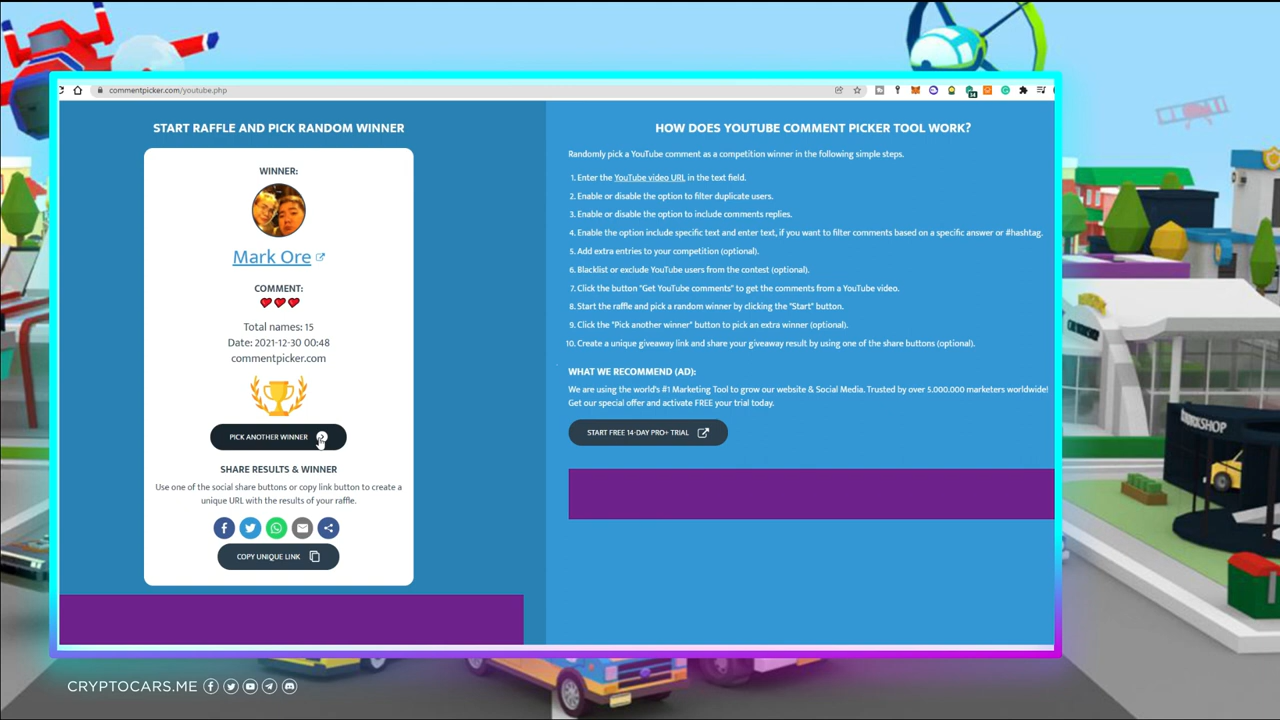 commentpicker.com/youtube.php
START RAFFLE AND PICK RANDOM WINNER
WINNER:
Mark Ore
COMMENT:
Total names: 15
Date: 2021-12-30 00:48
commentpicker.com
PICK ANOTHER WINNER
SHARE RESULTS & WINNER
Use one of the social share buttons or copy link button to create a
unique URL with the results of your raffle.
COPY UNIQUE LINK
HOW DOES YOUTUBE COMMENT PICKER TOOL WORK?
Randomly pick a YouTube comment as a competition winner in the following simple steps.
1. Enter the YouTube video URL in the text field.
2. Enable or disable the option to filter duplicate users.
3. Enable or disable the option to include comments replies.
4. Enable the option include specific text and enter text, if you want to filter comments based on a specific answer or #hashtag.
5. Add extra entries to your competition (optional).
6. Blacklist or exclude YouTube users from the contest (optional).
7. Click the button "Get YouTube comments" to get the comments from a YouTube video.
8. Start the raffle and pick a random winner by clicking the "Start" button.
9. Click the "Pick another winner" button to pick an extra winner (optional).
10. Create a unique giveaway link and share your giveaway result by using one of the share buttons (optional).
WHAT WE RECOMMEND (AD):
We are using the world's #1 Marketing Tool to grow our website & Social Media. Trusted by over 5.000.000 marketers worldwide!
Get our special offer and activate FREE your trial today.
START FREE 14-DAY PRO+ TRIAL
CRYPTOCARS.ME